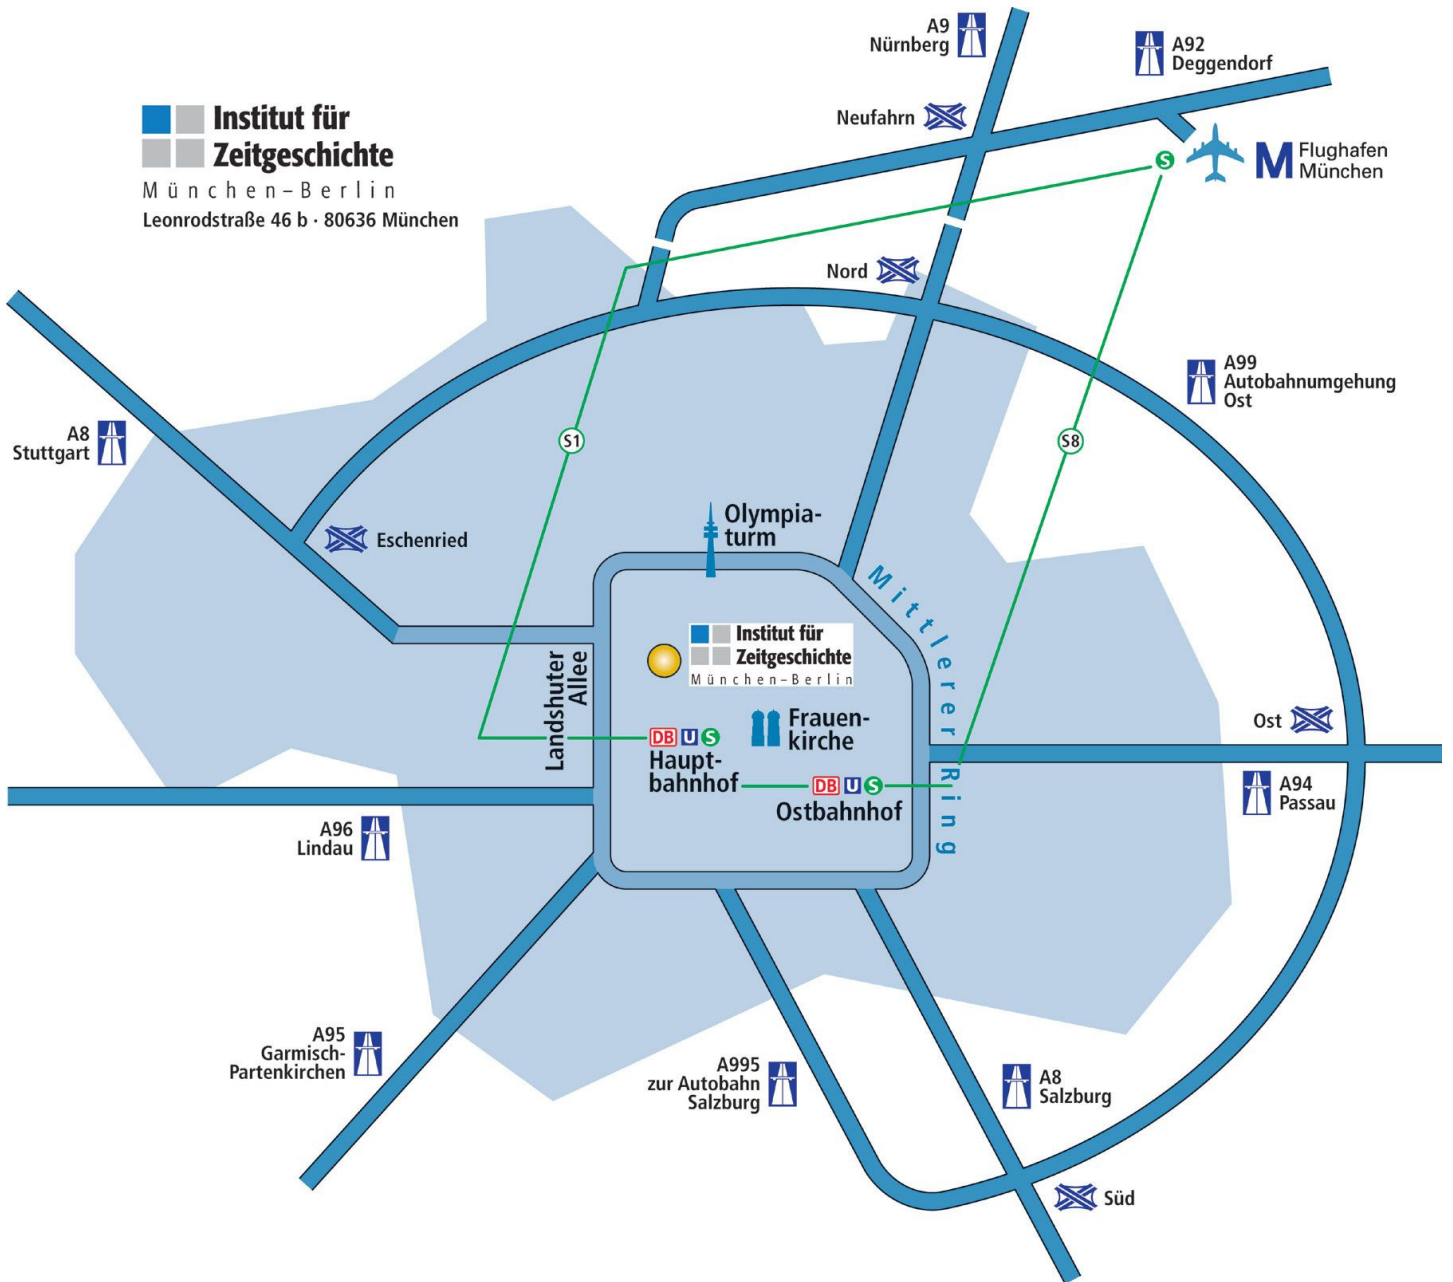 A9
Nürnberg
A92
Deggendorf
Institut für
Zeitgeschichte
München–Berlin
Leonrodstraße 46 b · 80636 München
Neufahrn
S
M Flughafen
München
Nord
A99
Autobahnumgehung
Ost
A8
Stuttgart
S1
S8
Eschenried
Olympia-
turm
Mittlerer Ring
Institut für
Zeitgeschichte
München–Berlin
Landshuter
Allee
Frauen-
kirche
DB U S
Haupt-
bahnhof
DB U S
Ostbahnhof
Ost
A94
Passau
A96
Lindau
A95
Garmisch-
Partenkirchen
A995
zur Autobahn
Salzburg
A8
Salzburg
Süd